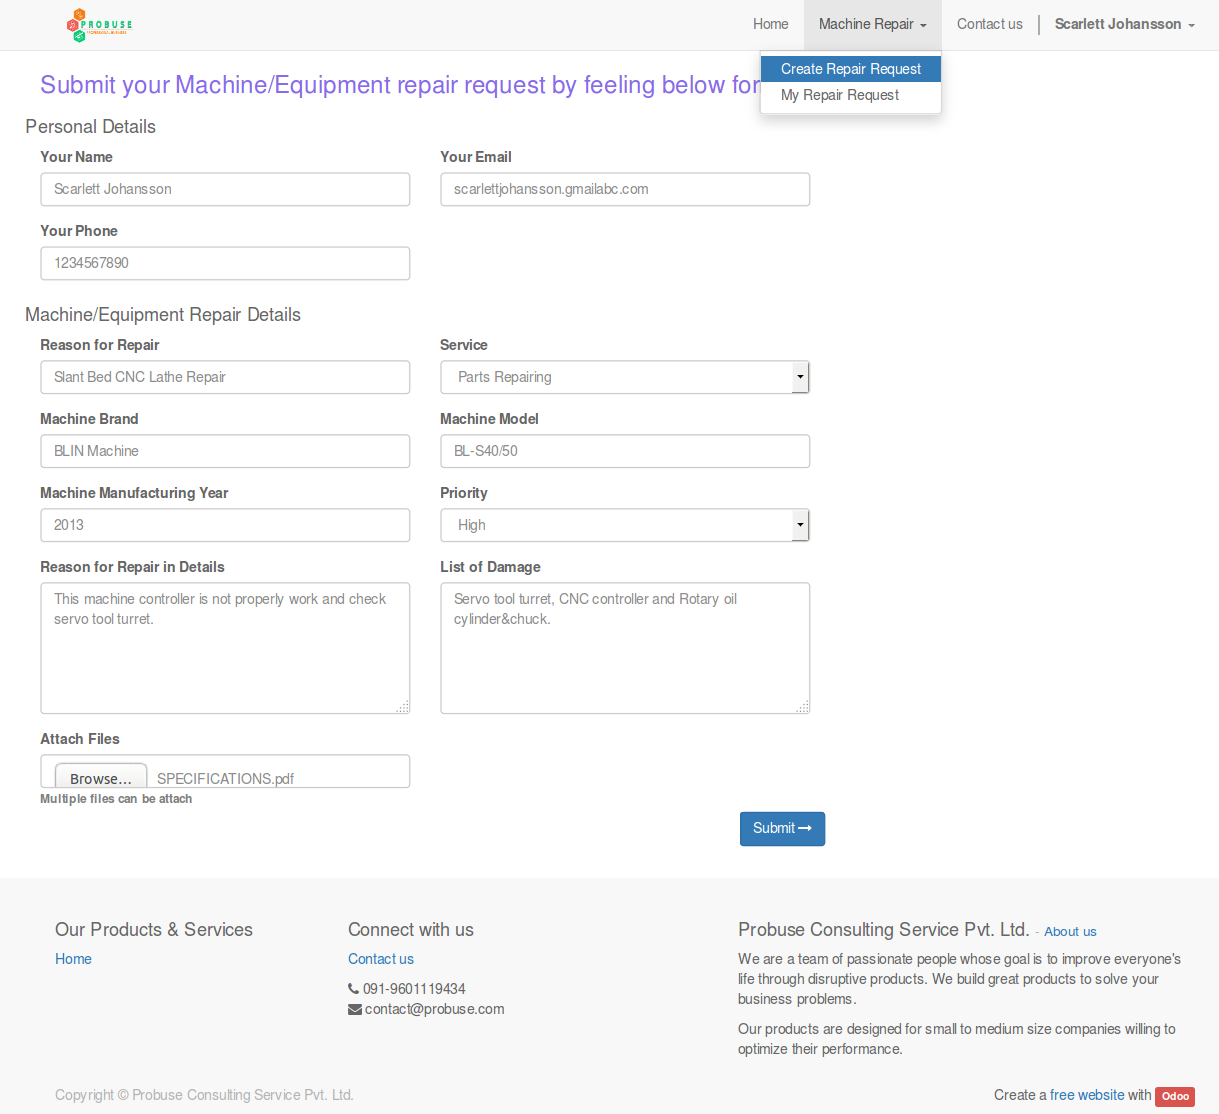 PROBUSE
Home
Machine Repair
Contact us
Scarlett Johansson
Create Repair Request
My Repair Request
Submit your Machine/Equipment repair request by feeling below for
Personal Details
Your Name
Your Email
Scarlett Johansson
scarlettjohansson.gmailabc.com
Your Phone
1234567890
Machine/Equipment Repair Details
Reason for Repair
Service
Slant Bed CNC Lathe Repair
Parts Repairing
Machine Brand
Machine Model
BLIN Machine
BL-S40/50
Machine Manufacturing Year
Priority
2013
High
Reason for Repair in Details
List of Damage
This machine controller is not properly work and check
servo tool turret.
Servo tool turret, CNC controller and Rotary oil
cylinder&chuck.
Attach Files
Browse... SPECIFICATIONS.pdf
Multiple files can be attach
Submit
Our Products & Services
Home
Connect with us
Contact us
091-9601119434
contact@probuse.com
Probuse Consulting Service Pvt. Ltd. - About us
We are a team of passionate people whose goal is to improve everyone's
life through disruptive products. We build great products to solve your
business problems.
Our products are designed for small to medium size companies willing to
optimize their performance.
Copyright © Probuse Consulting Service Pvt. Ltd.
Create a free website with Odoo